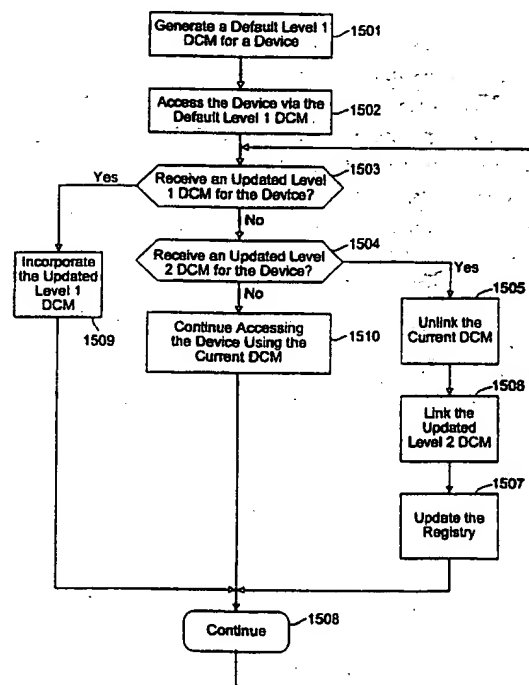 Generate a Default Level 1
DCM for a Device
1501
Access the Device via the
Default Level 1 DCM
1502
Receive an Updated Level
1 DCM for the Device?
1503
Yes
No
Receive an Updated Level
2 DCM for the Device?
1504
Yes
No
Incorporate
the Updated
Level 1
DCM
1509
Continue Accessing
the Device Using the
Current DCM
1510
1505
Unlink the
Current DCM
1508
Link the
Updated
Level 2 DCM
1507
Update the
Registry
Continue
1508